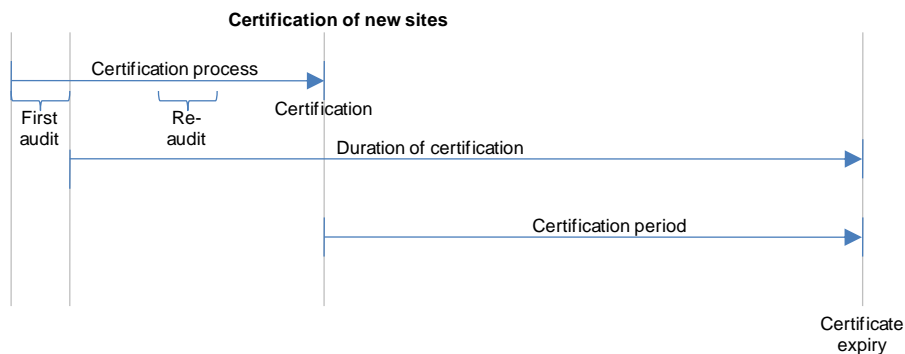 Certification of new sites
Certification process
Certification
First
audit
Re-
audit
Duration of certification
Certification period
Certificate
expiry